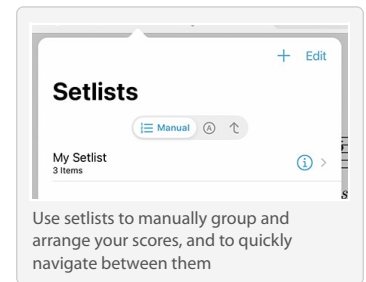 + Edit
Setlists
Manual A
My Setlist
3 Items
Use setlists to manually group and
arrange your scores, and to quickly
navigate between them